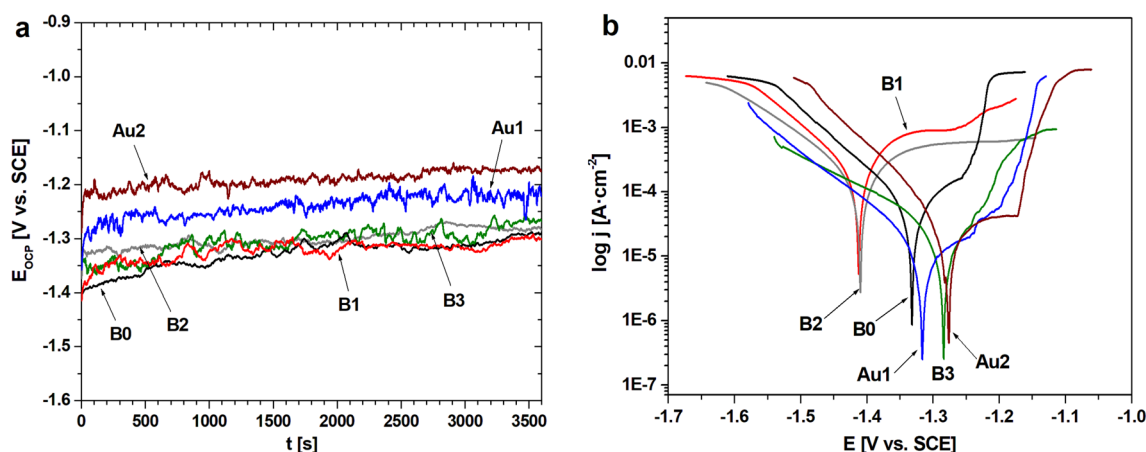 a
E_OCP [V vs. SCE]
-0.9
-1.0
-1.1
-1.2
-1.3
-1.4
-1.5
-1.6
Au2
Au1
B0
B2
B1
B3
0 500 1000 1500 2000 2500 3000 3500
t [s]
b
log j [A·cm⁻²]
0.01
1E-3
1E-4
1E-5
1E-6
1E-7
B1
B2
B0
Au1
B3
Au2
-1.7 -1.6 -1.5 -1.4 -1.3 -1.2 -1.1 -1.0
E [V vs. SCE]